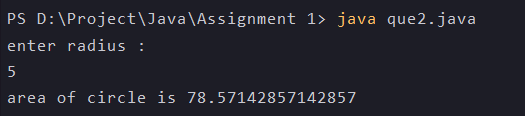 PS D:\Project\Java\Assignment 1> java que2.java
enter radius :
5
area of circle is 78.57142857142857